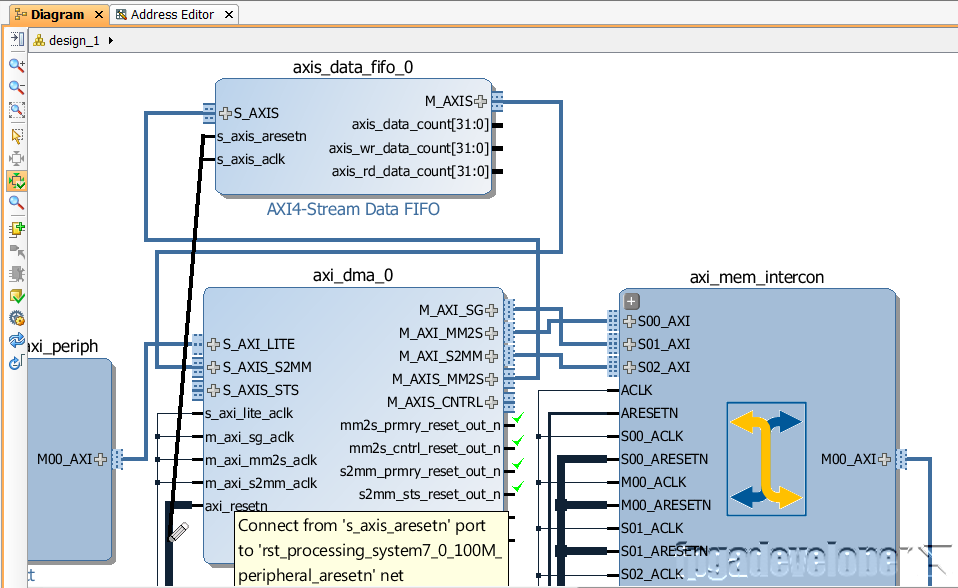 Diagram
Address Editor
design_1
axis_data_fifo_0
S_AXIS
s_axis_aresetn
s_axis_aclk
M_AXIS
axis_data_count[31:0]
axis_wr_data_count[31:0]
axis_rd_data_count[31:0]
AXI4-Stream Data FIFO
axi_dma_0
S_AXI_LITE
S_AXIS_S2MM
S_AXIS_STS
s_axi_lite_aclk
m_axi_sg_aclk
m_axi_mm2s_aclk
m_axi_s2mm_aclk
axi_resetn
M_AXI_SG
M_AXI_MM2S
M_AXI_S2MM
M_AXIS_MM2S
M_AXIS_CNTRL
mm2s_prmry_reset_out_n
mm2s_cntrl_reset_out_n
s2mm_prmry_reset_out_n
s2mm_sts_reset_out_n
axi_periph
M00_AXI
ct
Connect from 's_axis_aresetn' port
to 'rst_processing_system7_0_100M_
peripheral_aresetn' net
axi_mem_intercon
S00_AXI
S01_AXI
S02_AXI
ACLK
ARESETN
S00_ACLK
S00_ARESETN
M00_ACLK
M00_ARESETN
S01_ACLK
S01_ARESETN
S02_ACLK
M00_AXI
fpgadeveloper